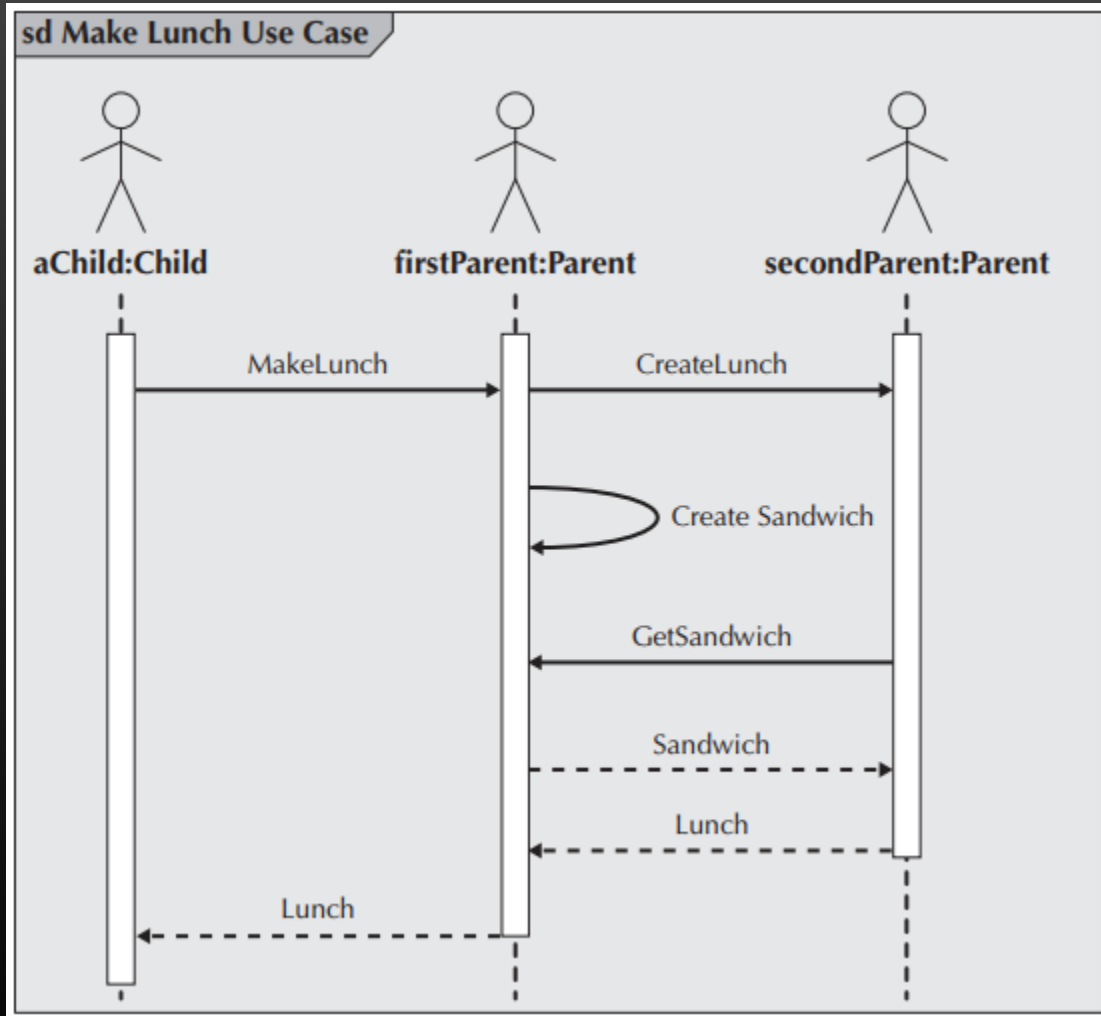 sd Make Lunch Use Case
aChild:Child
firstParent:Parent
secondParent:Parent
MakeLunch
CreateLunch
Create Sandwich
GetSandwich
Sandwich
Lunch
Lunch